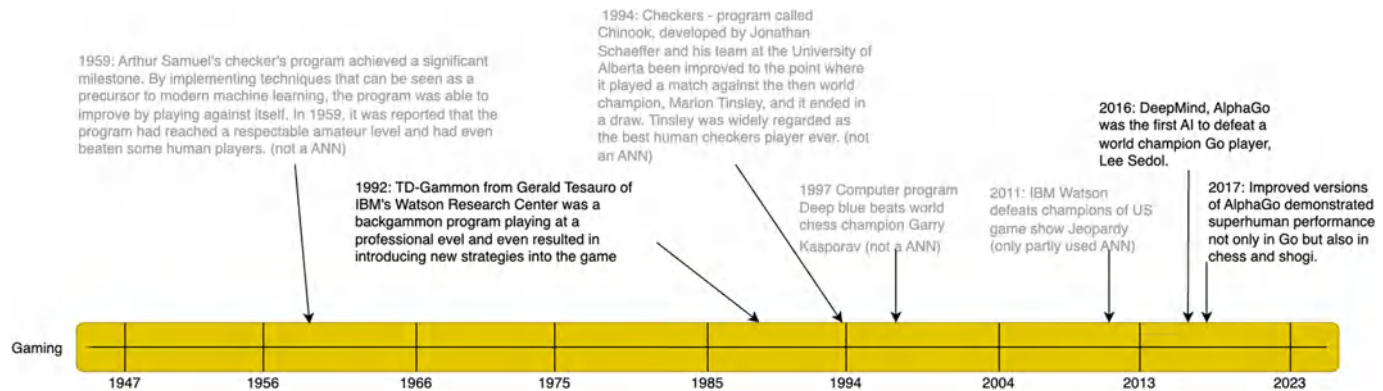 1959: Arthur Samuel's checker's program achieved a significant
milestone. By implementing techniques that can be seen as a
precursor to modern machine learning, the program was able to
improve by playing against itself. In 1959, it was reported that the
program had reached a respectable amateur level and had even
beaten some human players. (not a ANN)
1992: TD-Gammon from Gerald Tesauro of
IBM's Watson Research Center was a
backgammon program playing at a
professional evel and even resulted in
introducing new strategies into the game
1994: Checkers - program called
Chinook, developed by Jonathan
Schaeffer and his team at the University of
Alberta been improved to the point where
it played a match against the then world
champion, Marion Tinsley, and it ended in
a draw. Tinsley was widely regarded as
the best human checkers player ever. (not
an ANN)
1997 Computer program
Deep blue beats world
chess champion Garry
Kasporav (not a ANN)
2011: IBM Watson
defeats champions of US
game show Jeopardy
(only partly used ANN)
2016: DeepMind, AlphaGo
was the first AI to defeat a
world champion Go player,
Lee Sedol.
2017: Improved versions
of AlphaGo demonstrated
superhuman performance
not only in Go but also in
chess and shogi.
Gaming
1947 1956 1966 1975 1985 1994 2004 2013 2023